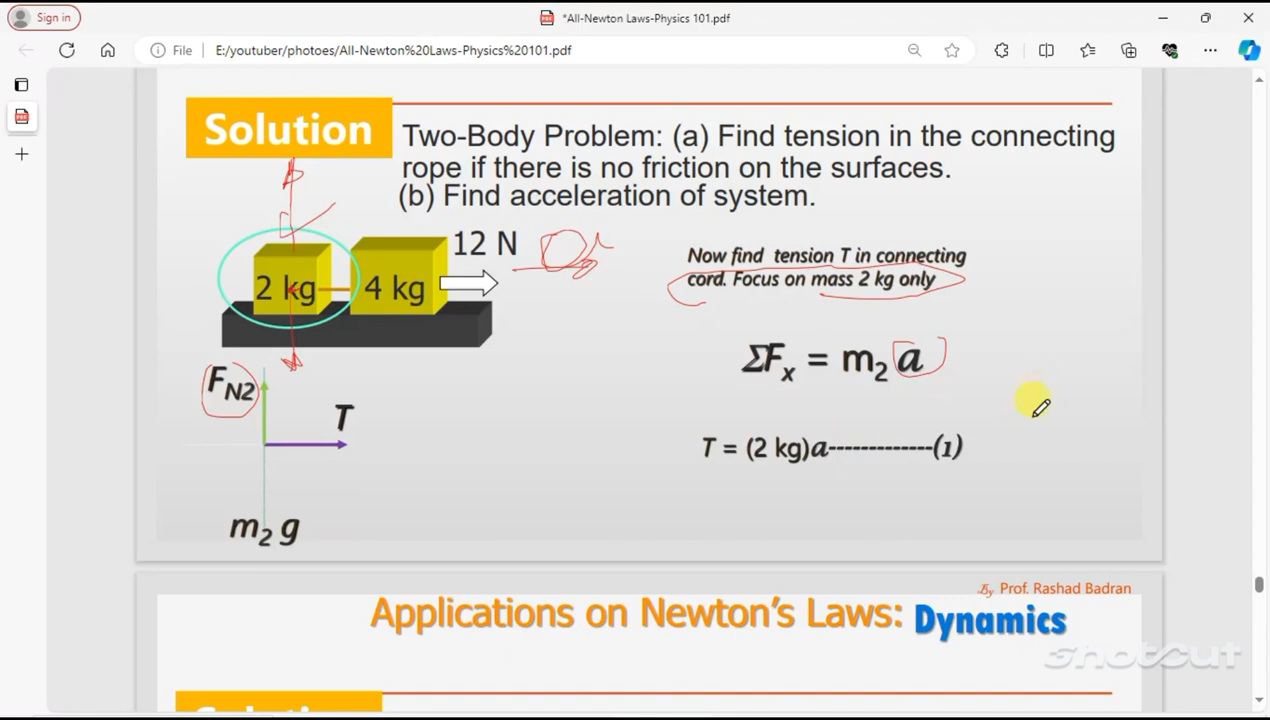 Sign in
*All-Newton Laws-Physics 101.pdf
File
E:/youtuber/photoes/All-Newton%20Laws-Physics%20101.pdf
Solution
Two-Body Problem: (a) Find tension in the connecting
rope if there is no friction on the surfaces.
(b) Find acceleration of system.
12 N
2 kg
4 kg
Now find tension T in connecting
cord. Focus on mass 2 kg only
ΣFx = m2 a
FN2
T
T = (2 kg)a-------------(1)
m2 g
By Prof. Rashad Badran
Applications on Newton's Laws: Dynamics
Shotcut
Solution